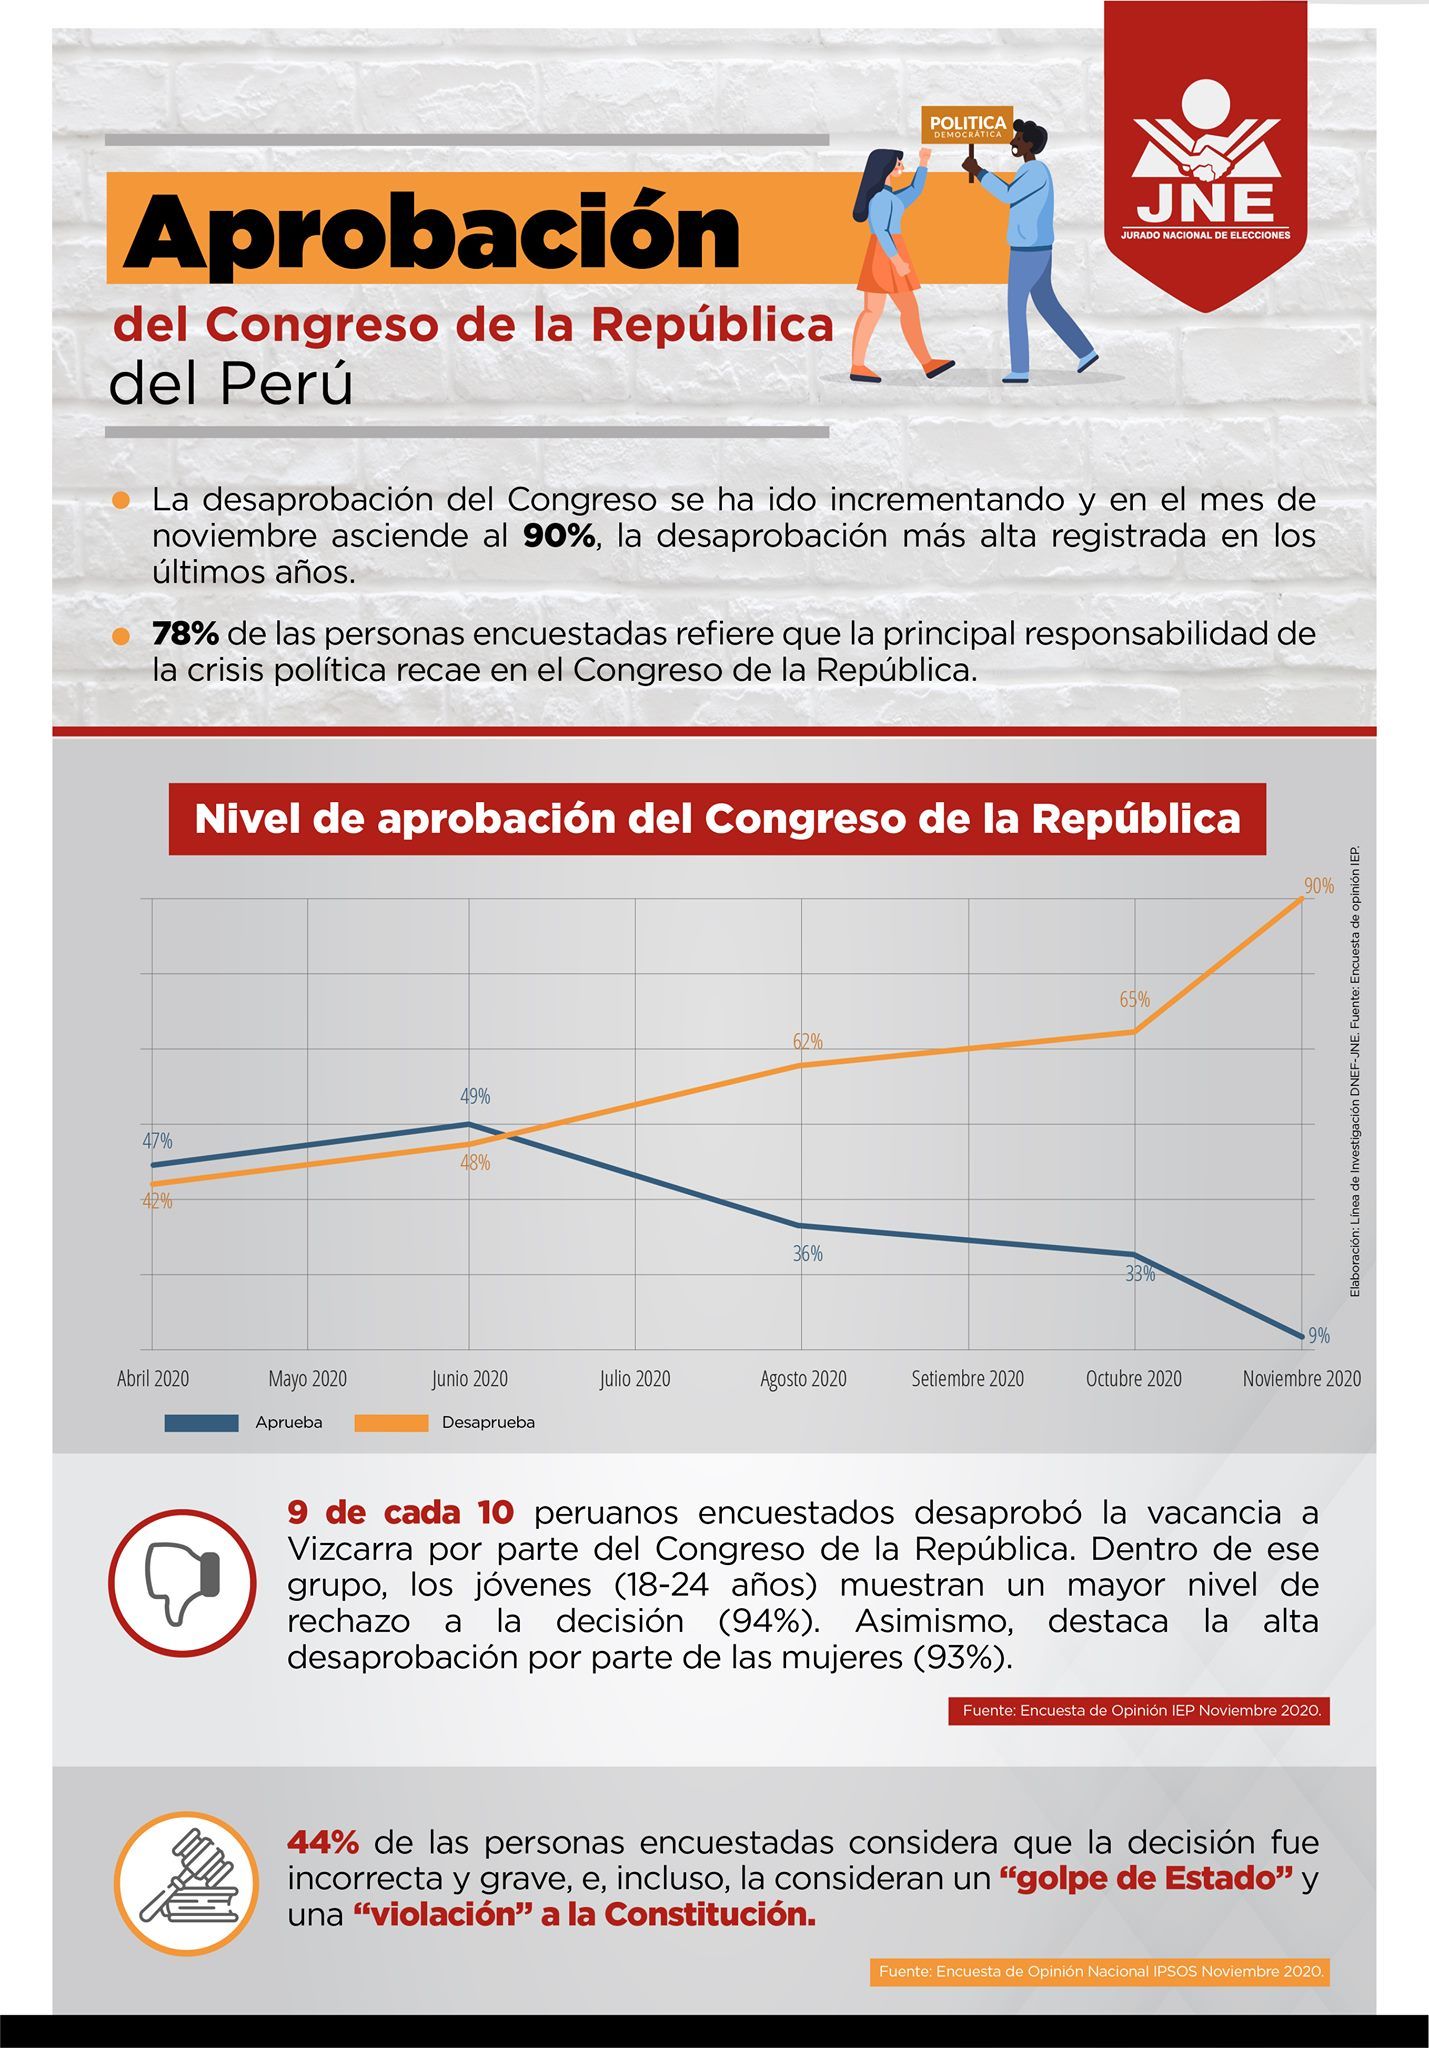 POLITICA
DEMOCRÁTICA
JNE
JURADO NACIONAL DE ELECCIONES
Aprobación
del Congreso de la República
del Perú
La desaprobación del Congreso se ha ido incrementando y en el mes de
noviembre asciende al 90%, la desaprobación más alta registrada en los
últimos años.
78% de las personas encuestadas refiere que la principal responsabilidad de
la crisis política recae en el Congreso de la República.
Nivel de aprobación del Congreso de la República
90%
65%
62%
49%
47%
48%
42%
36%
33%
9%
Abril 2020 Mayo 2020 Junio 2020 Julio 2020 Agosto 2020 Setiembre 2020 Octubre 2020 Noviembre 2020
Aprueba Desaprueba
Elaboración: Línea de Investigación DNEF-JNE. Fuente: Encuesta de opinión IEP.
9 de cada 10 peruanos encuestados desaprobó la vacancia a
Vizcarra por parte del Congreso de la República. Dentro de ese
grupo, los jóvenes (18-24 años) muestran un mayor nivel de
rechazo a la decisión (94%). Asimismo, destaca la alta
desaprobación por parte de las mujeres (93%).
Fuente: Encuesta de Opinión IEP Noviembre 2020.
44% de las personas encuestadas considera que la decisión fue
incorrecta y grave, e, incluso, la consideran un “golpe de Estado” y
una “violación” a la Constitución.
Fuente: Encuesta de Opinión Nacional IPSOS Noviembre 2020.